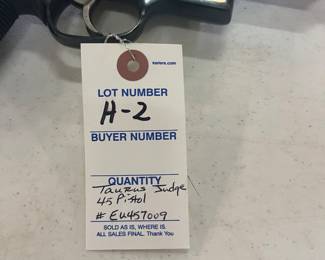 LOT NUMBER
H-2
BUYER NUMBER
QUANTITY
Taurus Judge
45 Pistol
# EU457009
SOLD AS IS, WHERE IS.
ALL SALES FINAL. Thank You